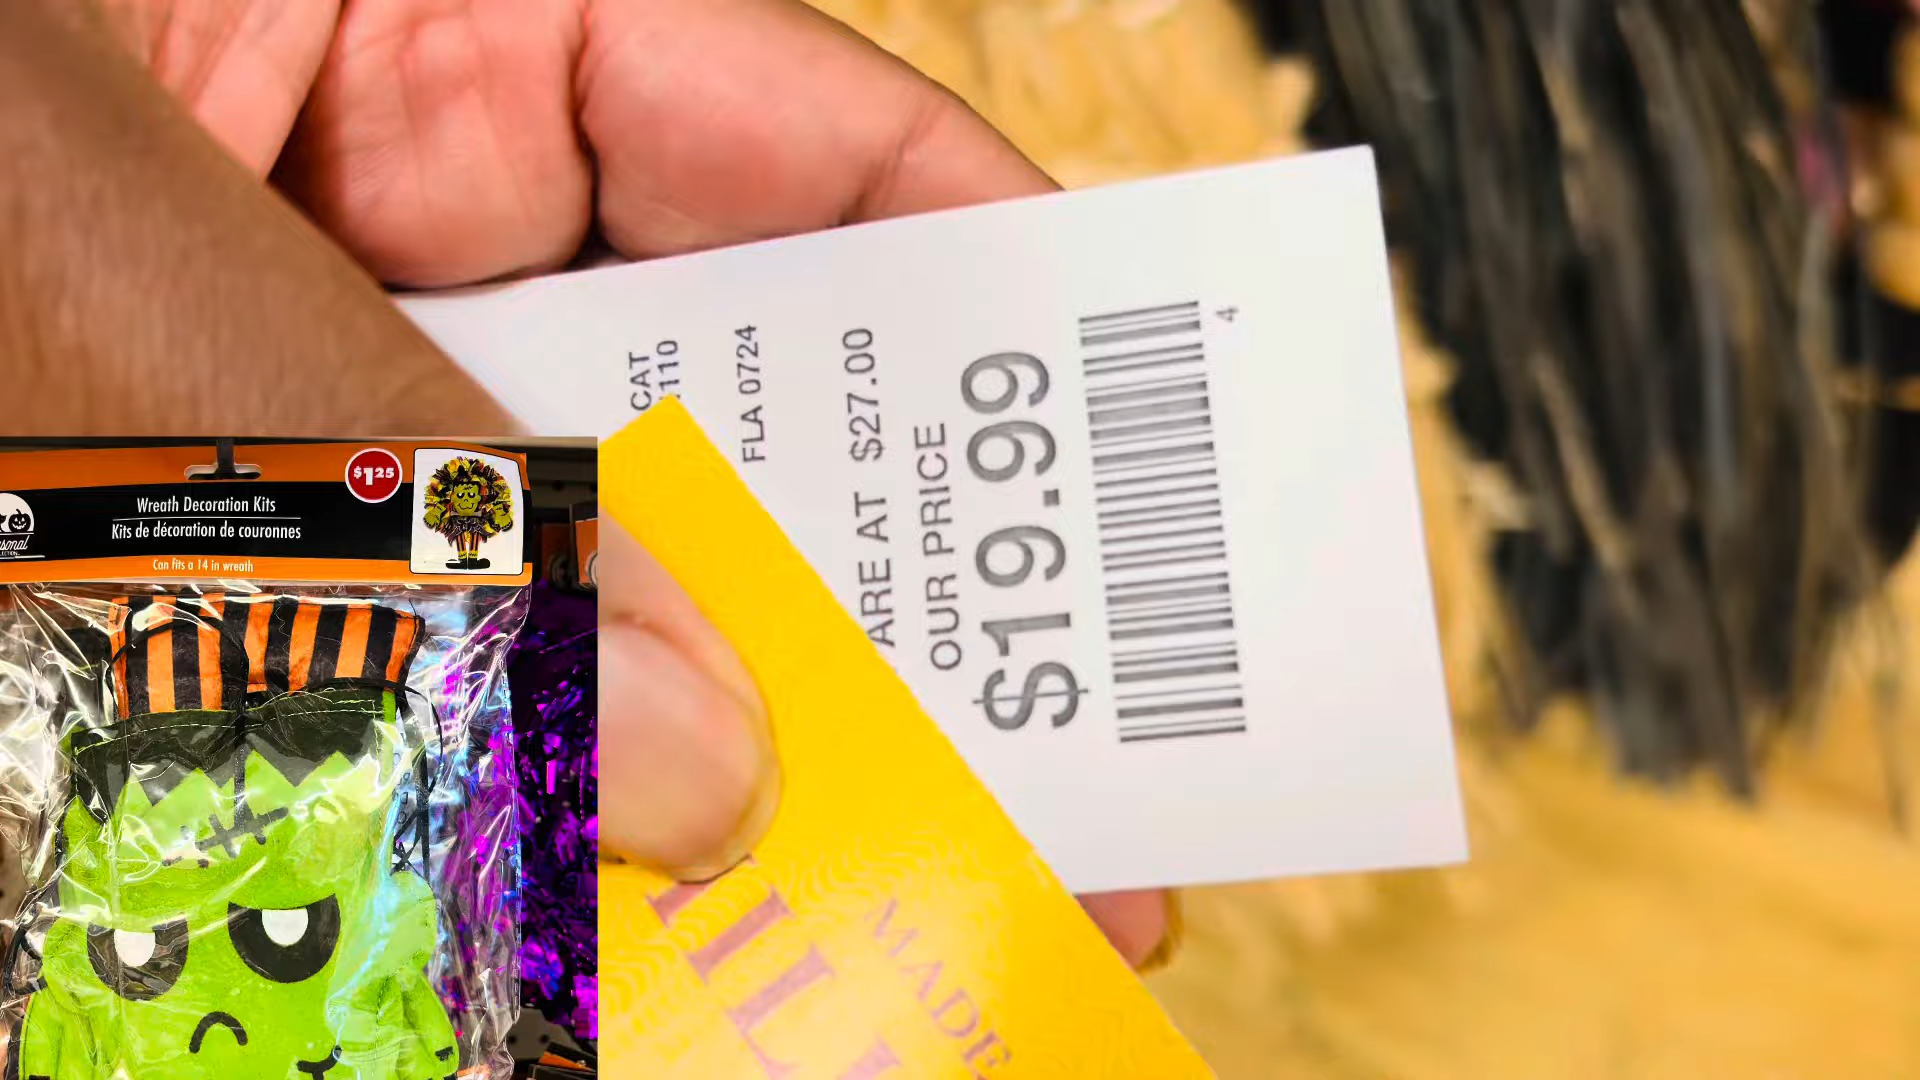 CAT
110
FLA 0724
ARE AT $27.00
OUR PRICE
$19.99
4
MADE
$1.25
Wreath Decoration Kits
Kits de décoration de couronnes
Can fits a 14 in wreath